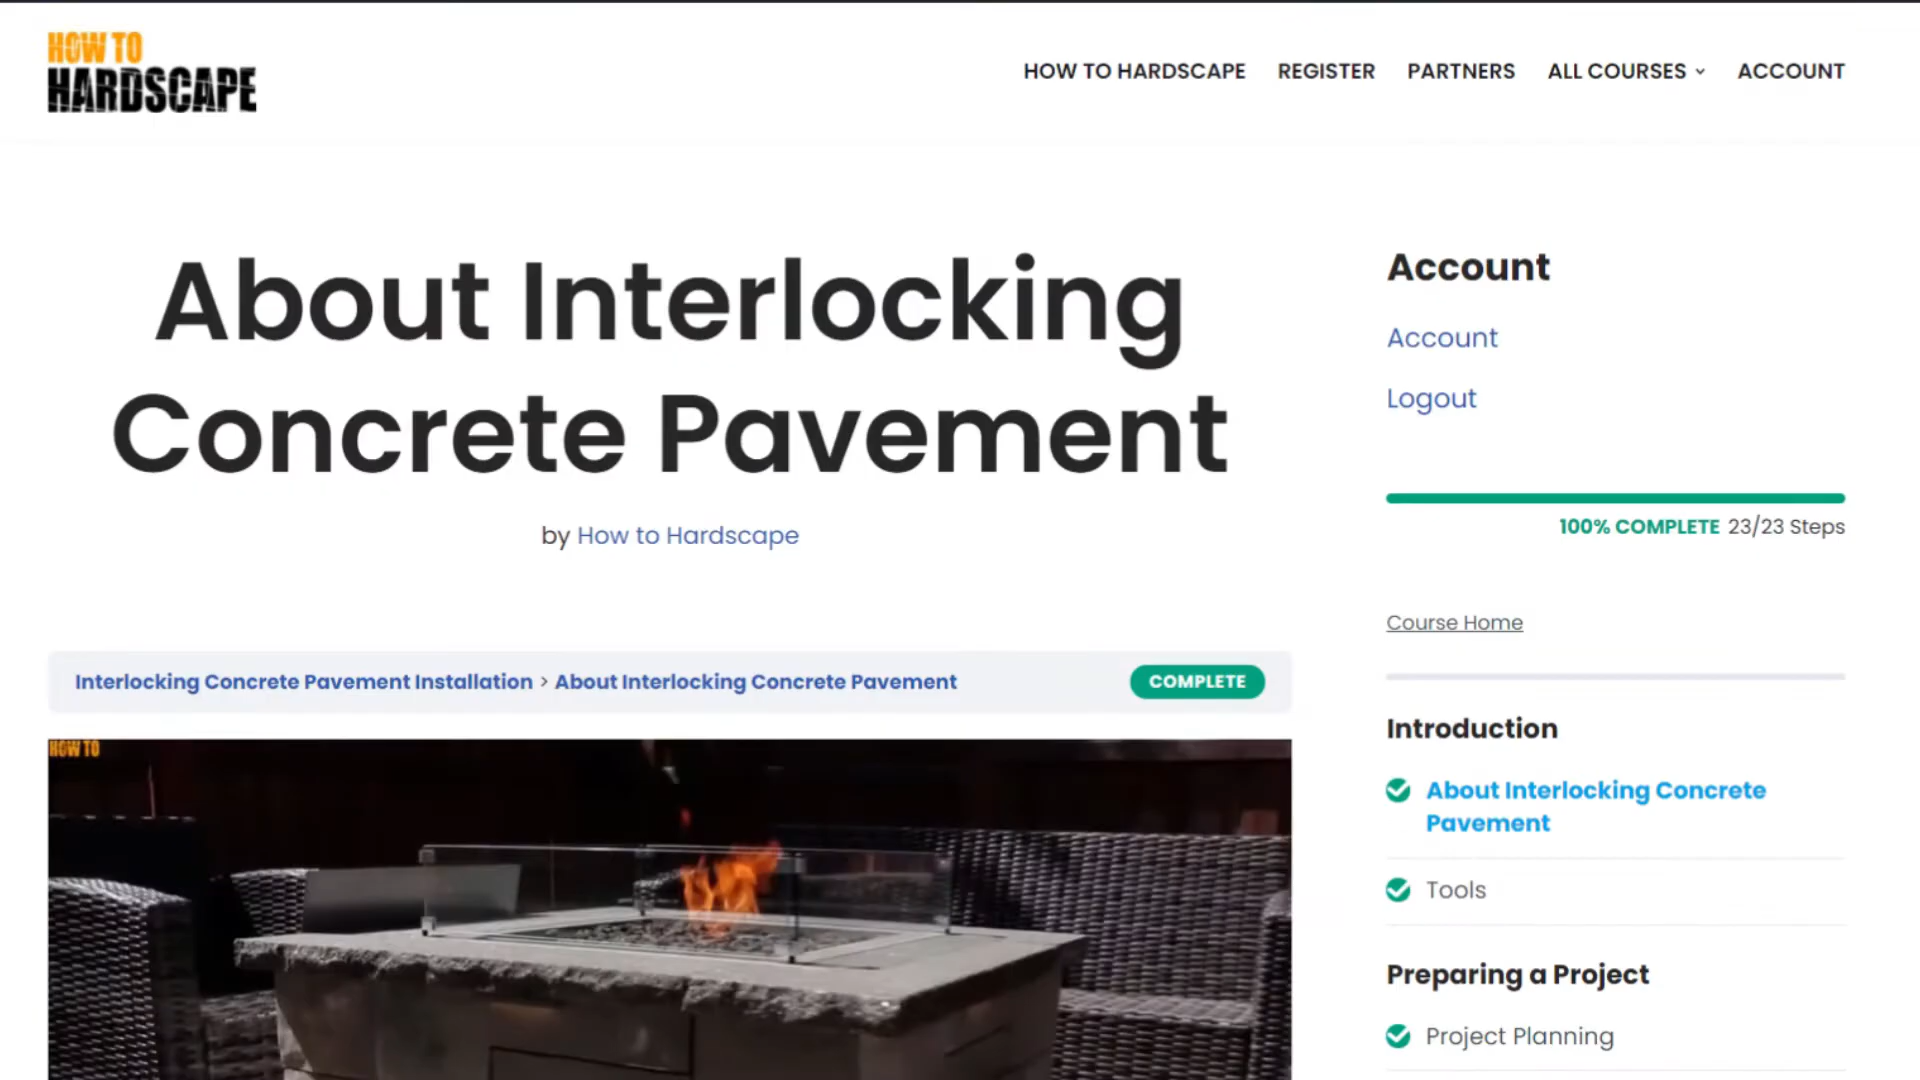 HOW TO
HARDSCAPE
HOW TO HARDSCAPE
REGISTER
PARTNERS
ALL COURSES
ACCOUNT
About Interlocking
Concrete Pavement
by How to Hardscape
Interlocking Concrete Pavement Installation > About Interlocking Concrete Pavement
COMPLETE
HOW TO
Account
Account
Logout
100% COMPLETE 23/23 Steps
Course Home
Introduction
About Interlocking Concrete
Pavement
Tools
Preparing a Project
Project Planning